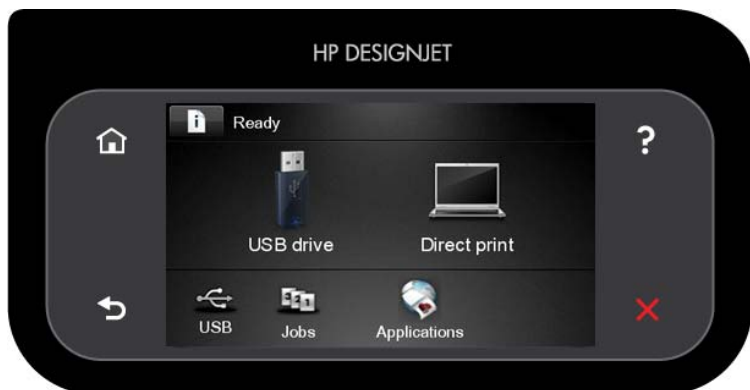 HP DESIGNJET
i Ready
?
USB drive Direct print
USB Jobs Applications